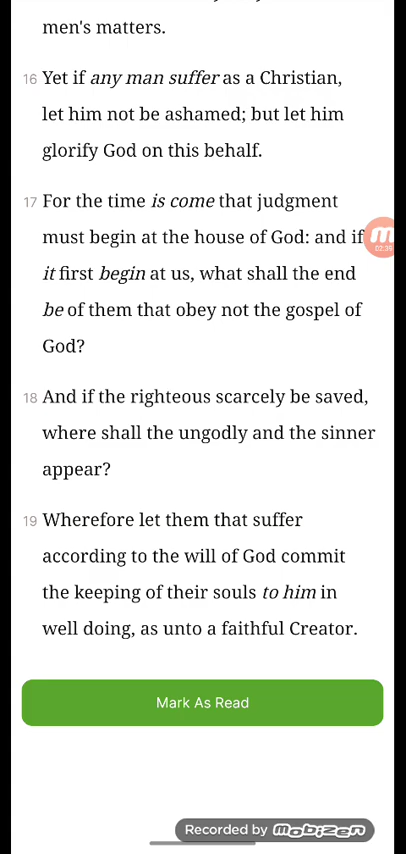 men's matters.
16 Yet if any man suffer as a Christian,
let him not be ashamed; but let him
glorify God on this behalf.
17 For the time is come that judgment
must begin at the house of God: and if
it first begin at us, what shall the end
be of them that obey not the gospel of
God?
18 And if the righteous scarcely be saved,
where shall the ungodly and the sinner
appear?
19 Wherefore let them that suffer
according to the will of God commit
the keeping of their souls to him in
well doing, as unto a faithful Creator.
Mark As Read
Recorded by mobizen